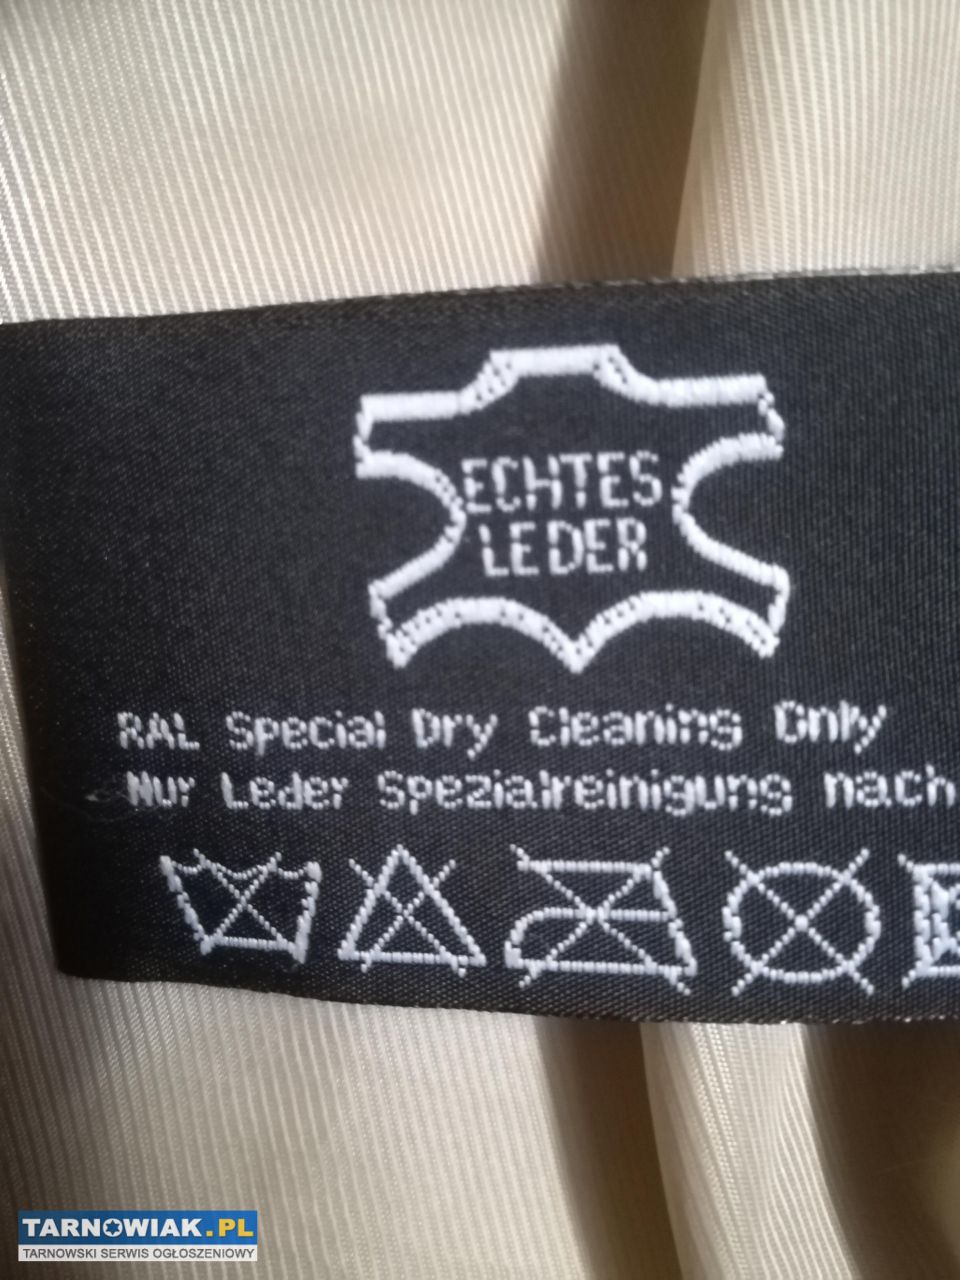 ECHTES
LEDER
RAL Special Dry Cleaning Only
Nur Leder Spezialreinigung nach
TARNOWIAK.PL
TARNOWSKI SERWIS OGŁOSZENIOWY